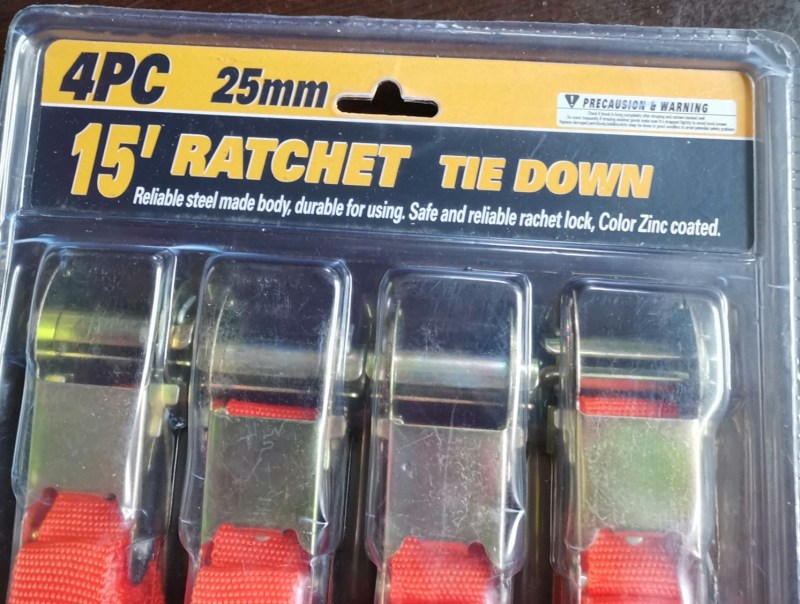 4PC 25mm
! PRECAUSION & WARNING
15' RATCHET TIE DOWN
Reliable steel made body, durable for using. Safe and reliable rachet lock, Color Zinc coated.